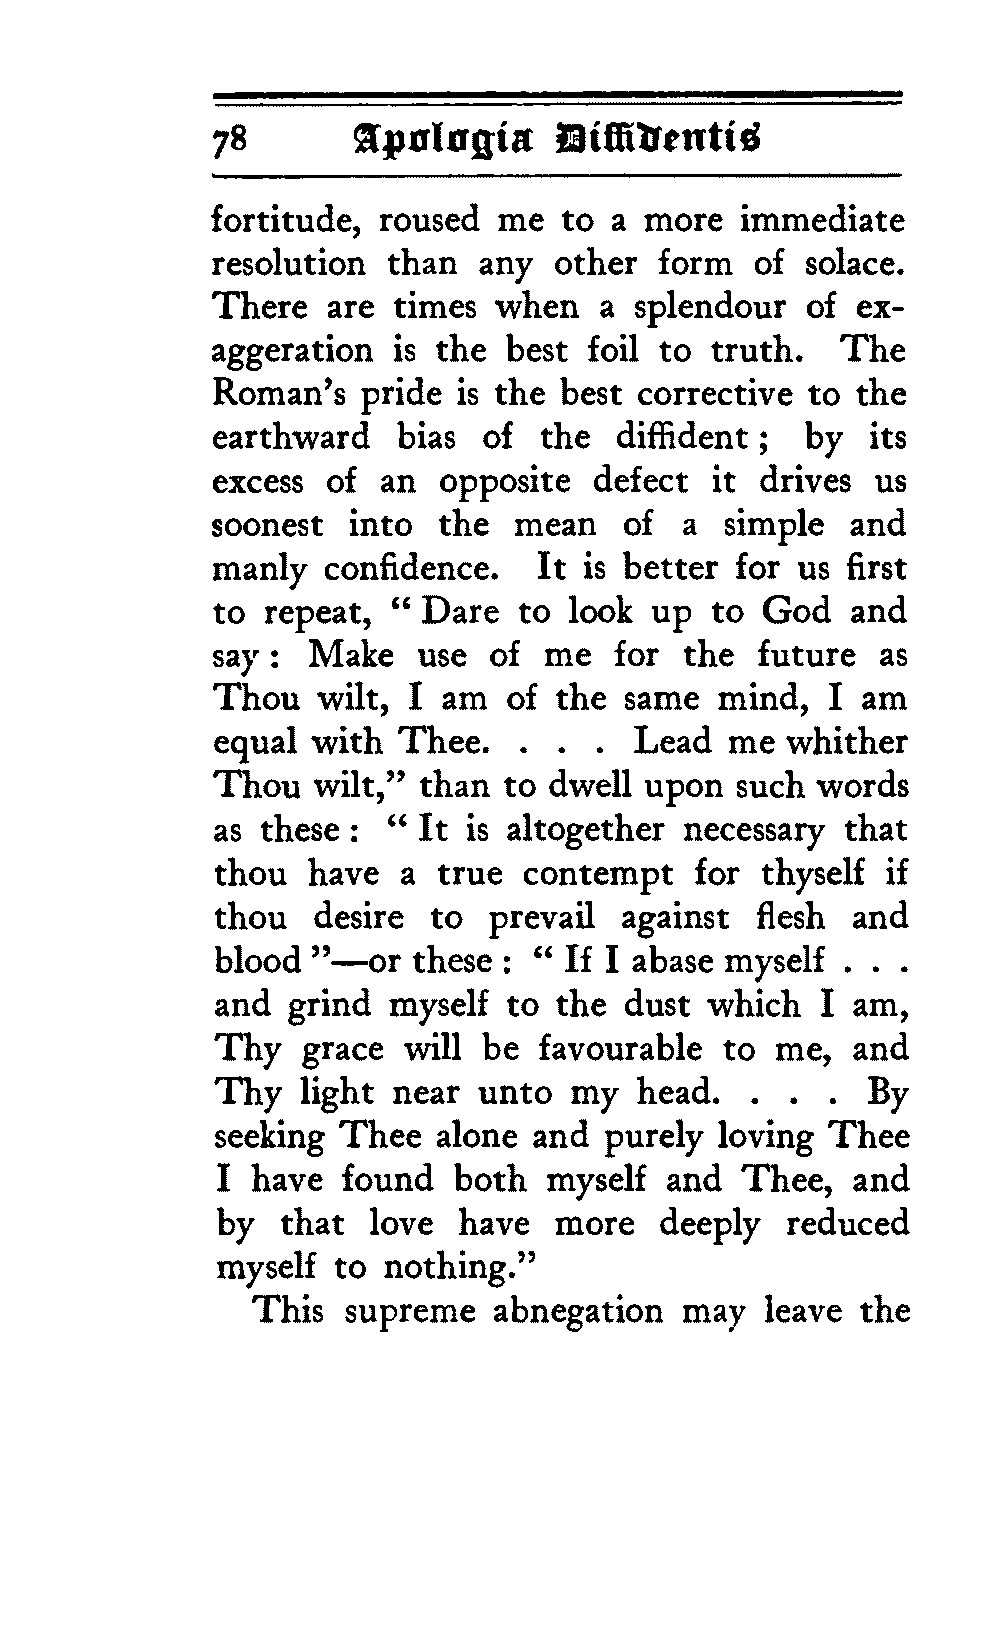 78 Apologia Diffidentis
fortitude, roused me to a more immediate
resolution than any other form of solace.
There are times when a splendour of ex-
aggeration is the best foil to truth. The
Roman's pride is the best corrective to the
earthward bias of the diffident ; by its
excess of an opposite defect it drives us
soonest into the mean of a simple and
manly confidence. It is better for us first
to repeat, “ Dare to look up to God and
say : Make use of me for the future as
Thou wilt, I am of the same mind, I am
equal with Thee. . . . Lead me whither
Thou wilt,” than to dwell upon such words
as these : “ It is altogether necessary that
thou have a true contempt for thyself if
thou desire to prevail against flesh and
blood ”—or these : “ If I abase myself . . .
and grind myself to the dust which I am,
Thy grace will be favourable to me, and
Thy light near unto my head. . . . By
seeking Thee alone and purely loving Thee
I have found both myself and Thee, and
by that love have more deeply reduced
myself to nothing.”
This supreme abnegation may leave the